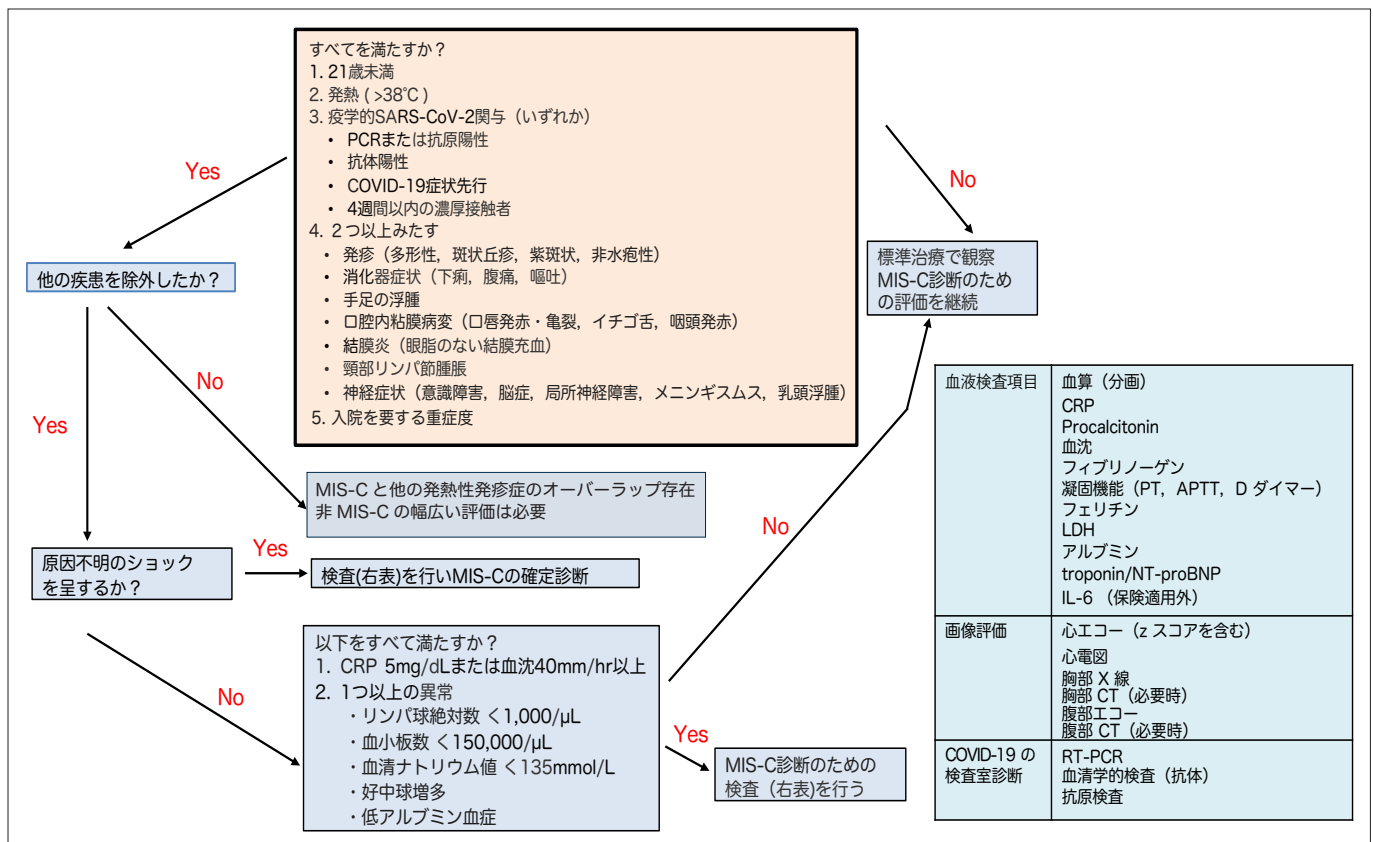 すべてを満たすか？
1. 21歳未満
2. 発熱 ( >38℃ )
3. 疫学的SARS-CoV-2関与（いずれか）
• PCRまたは抗原陽性
• 抗体陽性
• COVID-19症状先行
• 4週間以内の濃厚接触者
4. ２つ以上みたす
• 発疹（多形性，斑状丘疹，紫斑状，非水疱性）
• 消化器症状（下痢，腹痛，嘔吐）
• 手足の浮腫
• 口腔内粘膜病変（口唇発赤・亀裂，イチゴ舌，咽頭発赤）
• 結膜炎（眼脂のない結膜充血）
• 頸部リンパ節腫脹
• 神経症状（意識障害，脳症，局所神経障害，メニンギスムス，乳頭浮腫）
5. 入院を要する重症度
Yes
No
他の疾患を除外したか？
標準治療で観察
MIS-C診断のため
の評価を継続
Yes
No
MIS-C と他の発熱性発疹症のオーバーラップ存在
非 MIS-C の幅広い評価は必要
原因不明のショック
を呈するか？
Yes
検査(右表)を行いMIS-Cの確定診断
No
以下をすべて満たすか？
1. CRP 5mg/dLまたは血沈40mm/hr以上
2. 1つ以上の異常
・リンパ球絶対数 <1,000/μL
・血小板数 <150,000/μL
・血清ナトリウム値 <135mmol/L
・好中球増多
・低アルブミン血症
No
Yes
MIS-C診断のための
検査（右表)を行う
血液検査項目 血算（分画）
CRP
Procalcitonin
血沈
フィブリノーゲン
凝固機能（PT，APTT，D ダイマー）
フェリチン
LDH
アルブミン
troponin/NT-proBNP
IL-6 （保険適用外）
画像評価 心エコー（z スコアを含む）
心電図
胸部 X 線
胸部 CT（必要時）
腹部エコー
腹部 CT（必要時）
COVID-19 の RT-PCR
検査室診断 血清学的検査（抗体）
抗原検査